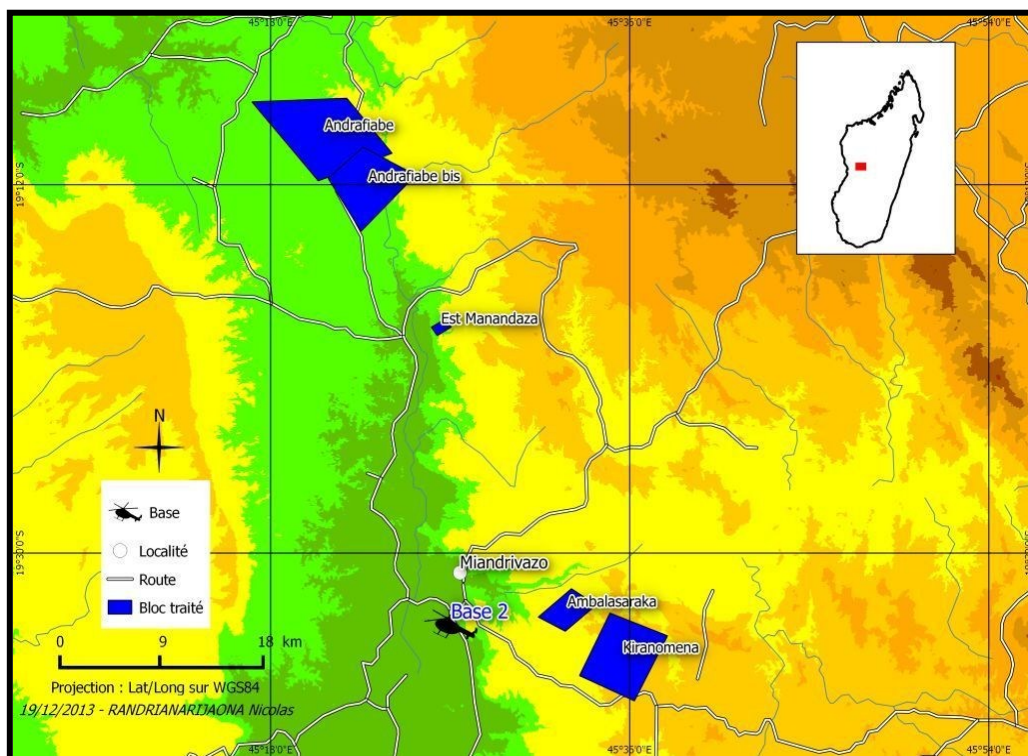 45°13'0"E 45°35'0"E 45°54'0"E
Andrafiabe
Andrafiabe bis
19°12'0"S
Est Manandaza
N
Base
Localité
Route
Bloc traité
19°30'0"S
Miandrivazo
Base 2
Ambalasaraka
Kiranomena
0 9 18 km
Projection : Lat/Long sur WGS84
19/12/2013 - RANDRIANARIJAONA Nicolas
45°13'0"E 45°35'0"E 45°54'0"E